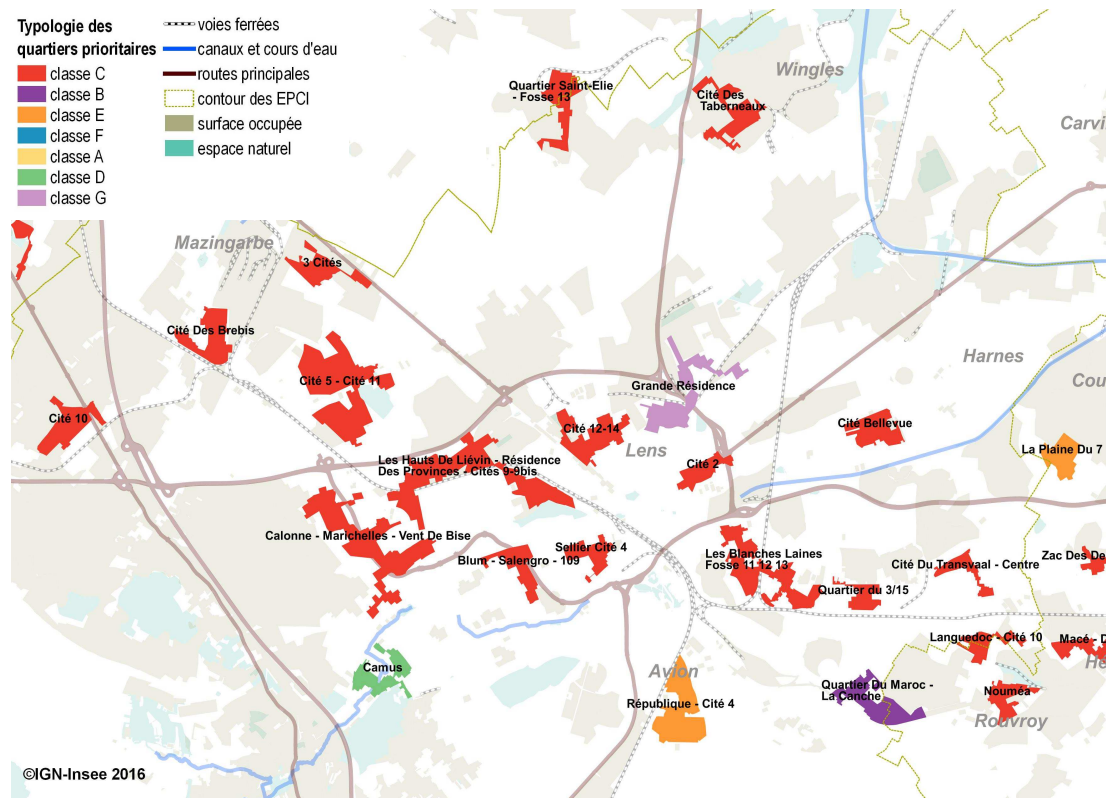 Typologie des
quartiers prioritaires
classe C
classe B
classe E
classe F
classe A
classe D
classe G
voies ferrées
canaux et cours d'eau
routes principales
contour des EPCI
surface occupée
espace naturel
Quartier Saint-Elie
- Fosse 13
Cité Des
Taberneaux
Wingles
Carvi
Mazingarbe
3 Cités
Cité Des Brebis
Cité 5 - Cité 11
Grande Résidence
Harnes
Cou
Cité 10
Cité 12-14
Lens
Cité Bellevue
La Plaine Du 7
Les Hauts De Liévin - Résidence
Des Provinces - Cités 9-9bis
Cité 2
Calonne - Marichelles - Vent De Bise
Blum - Salengro - 109
Sellier Cité 4
Les Blanches Laines
Fosse 11 12 13
Cité Du Transvaal - Centre
Zac Des De
Quartier du 3/15
Languedoc - Cité 10
Macé - D
He
Camus
Avion
République - Cité 4
Quartier Du Maroc -
La Canche
Nouméa
Rouvroy
©IGN-Insee 2016